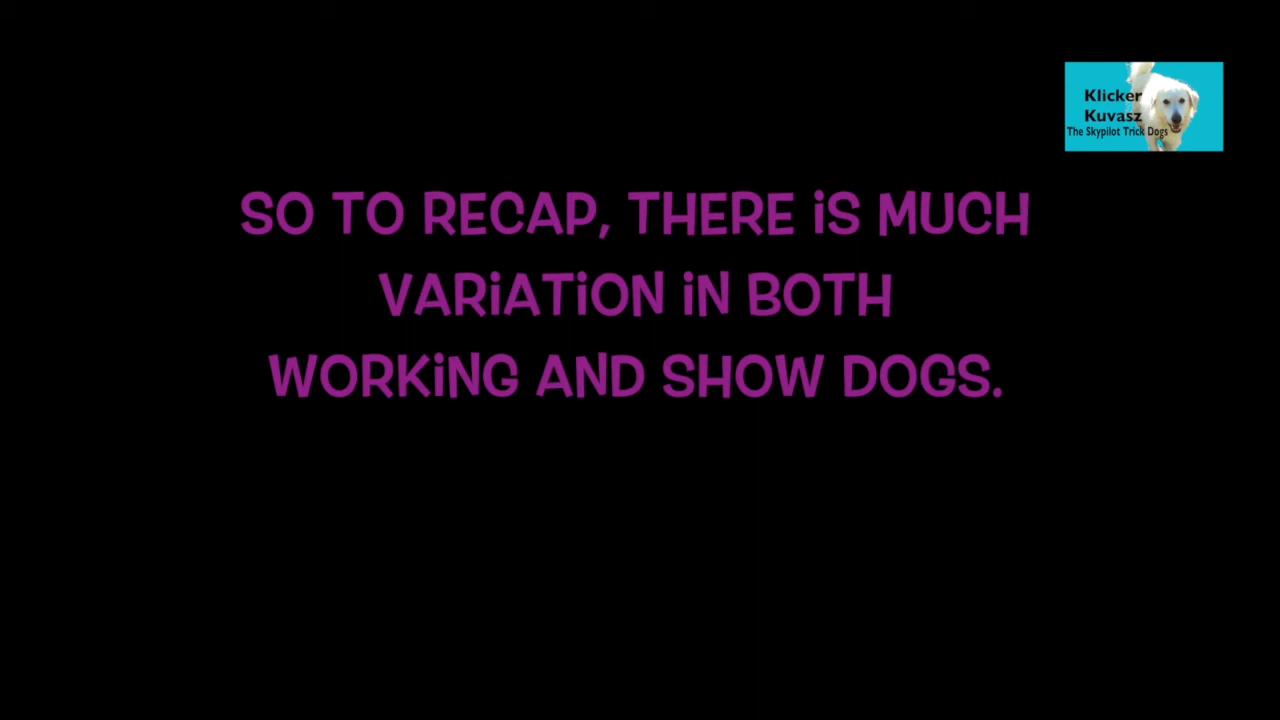 Klicker
Kuvasz
The Skypilot Trick Dogs
SO TO RECAP, THERE iS MUCH
VARiATiON iN BOTH
WORKiNG AND SHOW DOGS.